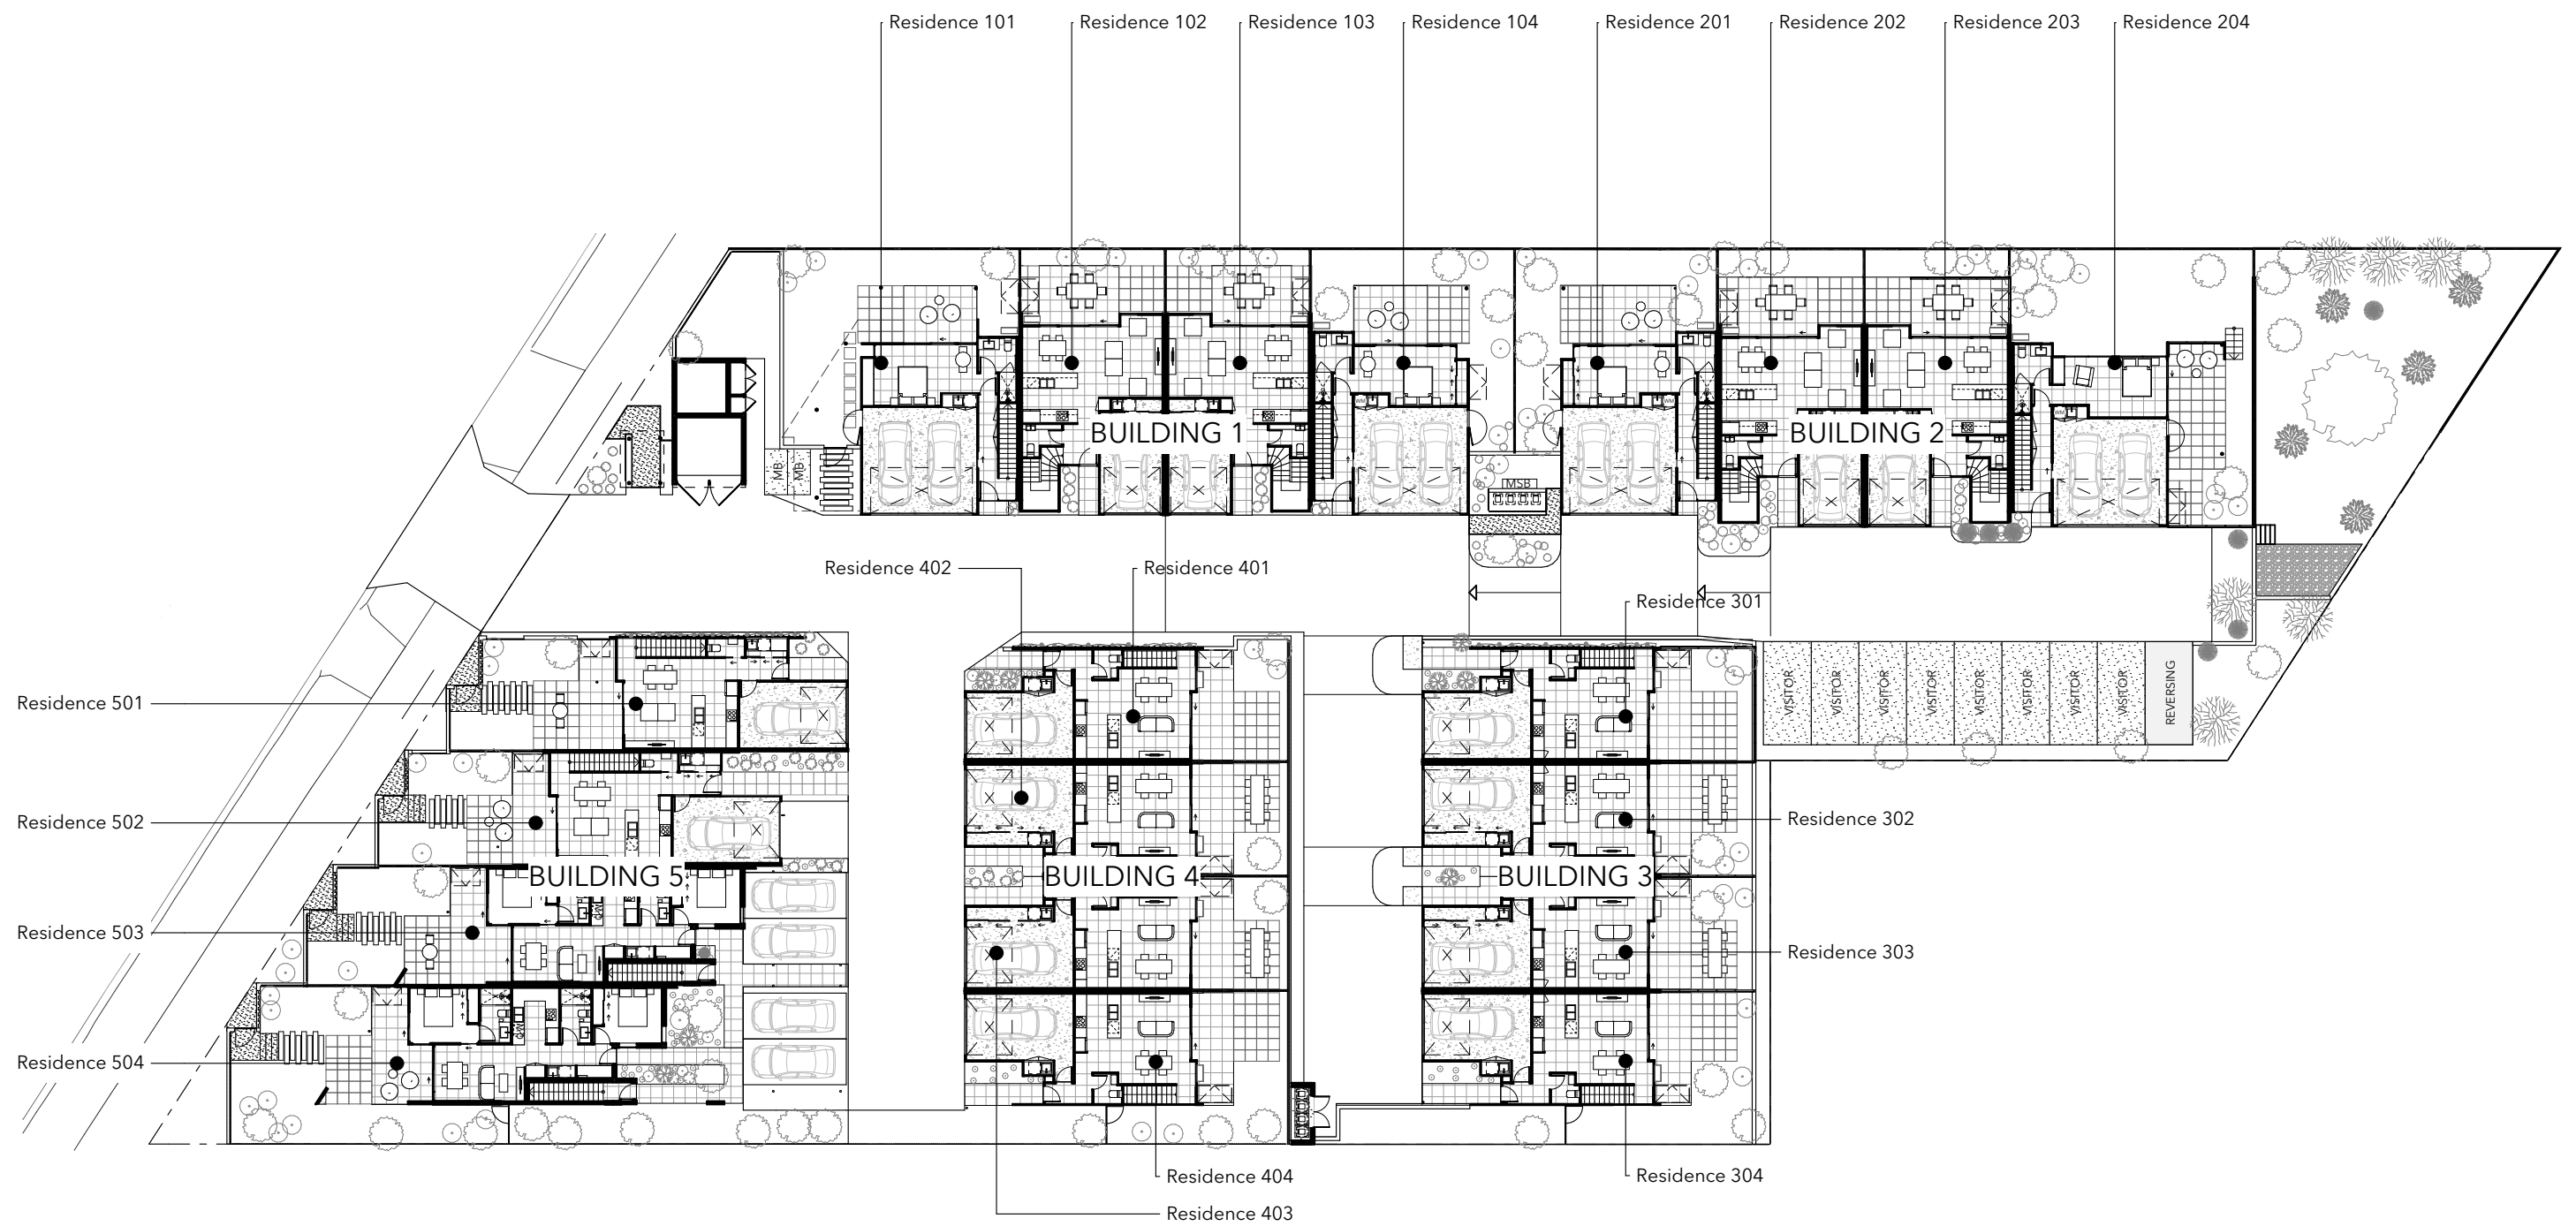 Residence 101
Residence 102
Residence 103
Residence 104
Residence 201
Residence 202
Residence 203
Residence 204
WM
WM
WM
BUILDING 1
BUILDING 2
MB
MB
MSB
Residence 402
Residence 401
Residence 301
Residence 501
VISITOR
VISITOR
VISITOR
VISITOR
VISITOR
VISITOR
VISITOR
VISITOR
REVERSING
Residence 502
Residence 302
BUILDING 5
BUILDING 4
BUILDING 3
Residence 503
Residence 303
Residence 504
Residence 404
Residence 304
Residence 403